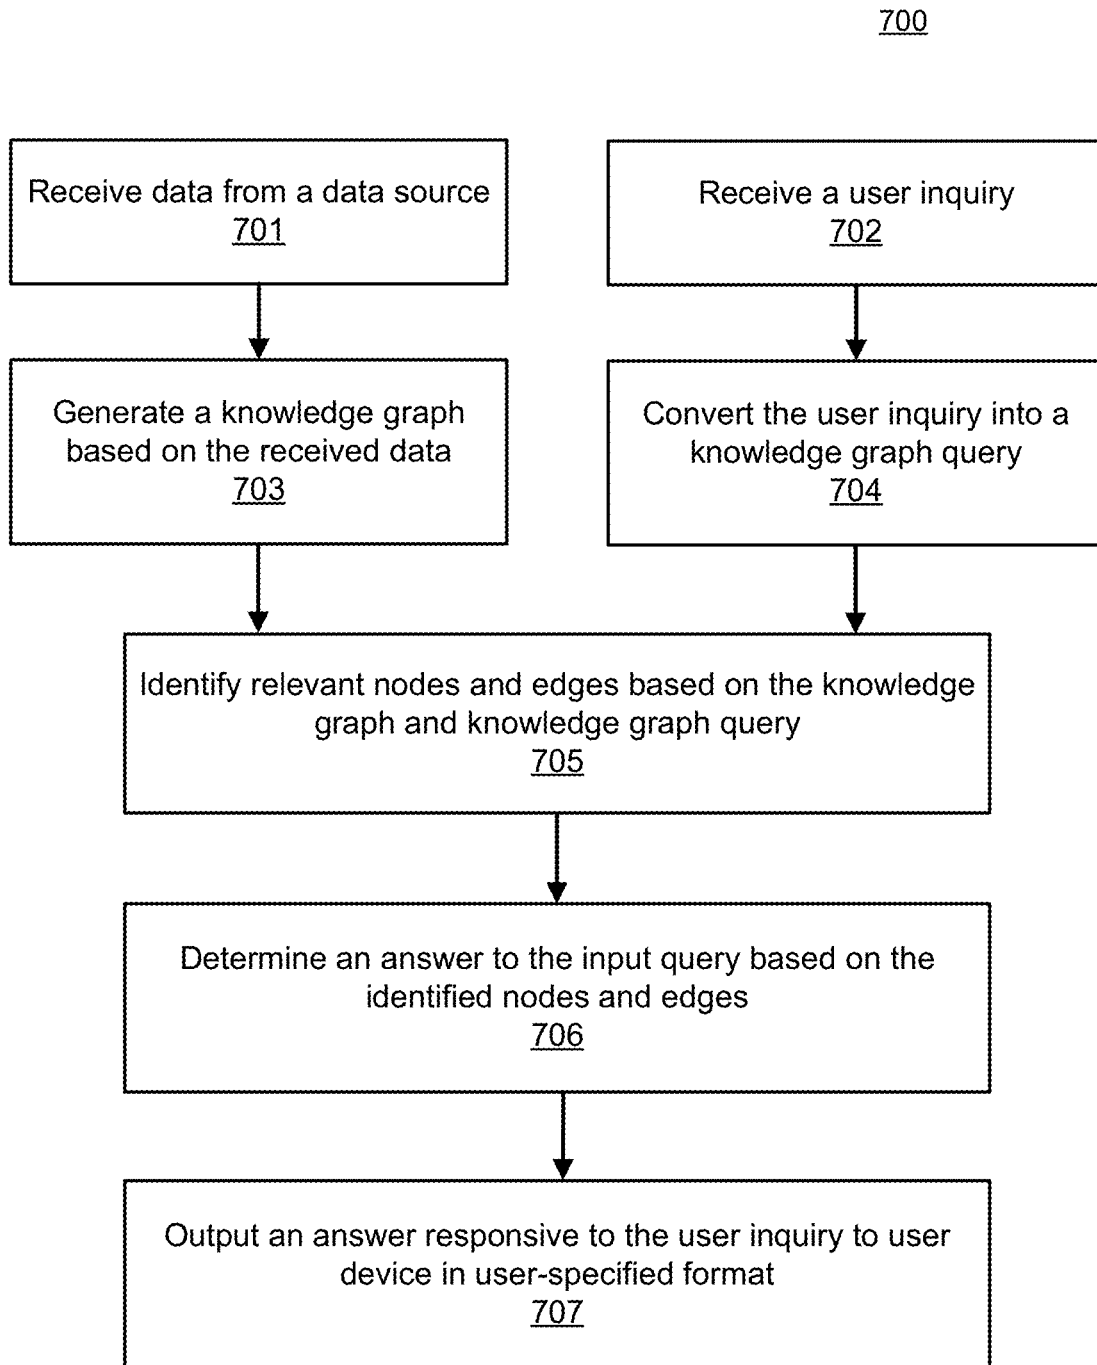 700
Receive data from a data source
701
Receive a user inquiry
702
Generate a knowledge graph
based on the received data
703
Convert the user inquiry into a
knowledge graph query
704
Identify relevant nodes and edges based on the knowledge
graph and knowledge graph query
705
Determine an answer to the input query based on the
identified nodes and edges
706
Output an answer responsive to the user inquiry to user
device in user-specified format
707